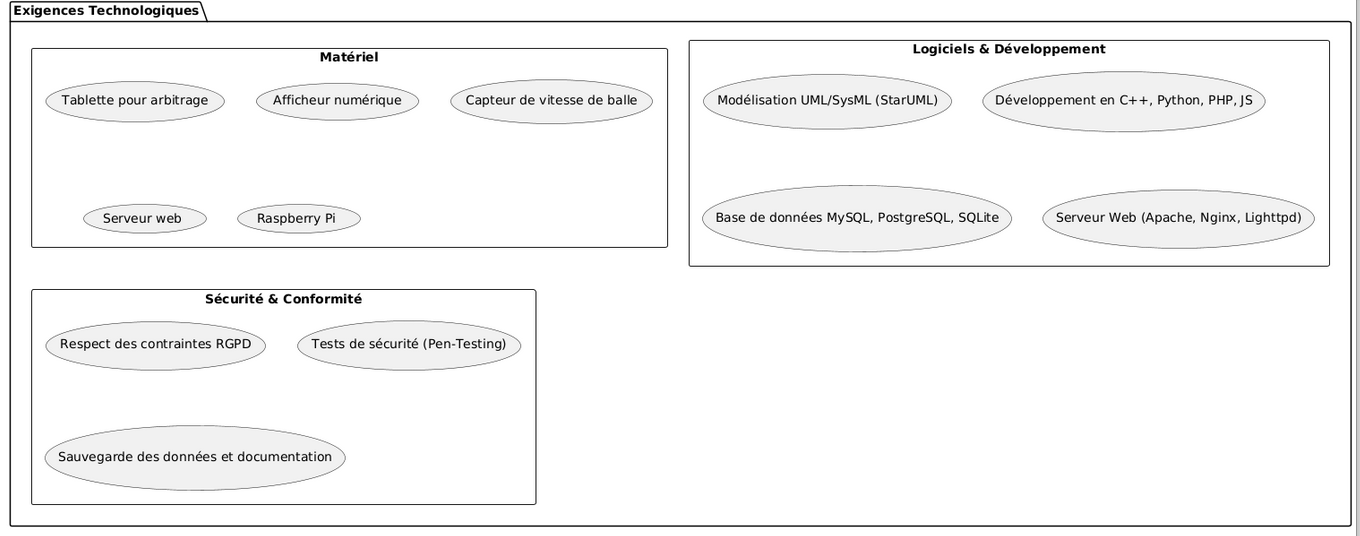 Exigences Technologiques
Matériel
Tablette pour arbitrage
Afficheur numérique
Capteur de vitesse de balle
Serveur web
Raspberry Pi
Logiciels & Développement
Modélisation UML/SysML (StarUML)
Développement en C++, Python, PHP, JS
Base de données MySQL, PostgreSQL, SQLite
Serveur Web (Apache, Nginx, Lighttpd)
Sécurité & Conformité
Respect des contraintes RGPD
Tests de sécurité (Pen-Testing)
Sauvegarde des données et documentation